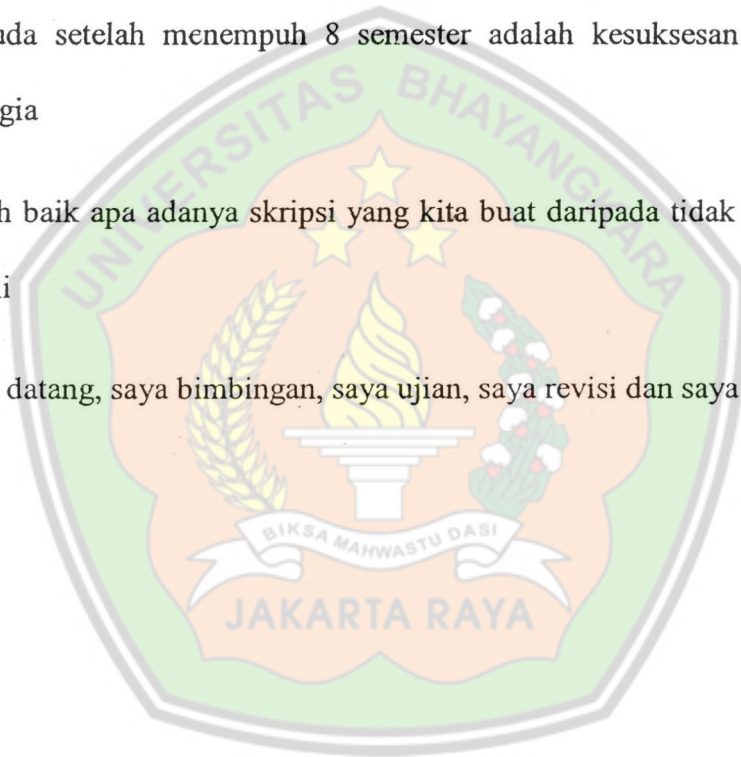 uda setelah menempuh 8 semester adalah kesuksesan
gia
h baik apa adanya skripsi yang kita buat daripada tidak
i
datang, saya bimbingan, saya ujian, saya revisi dan saya
UNIVERSITAS BHAYANGKARA
BIKSA MAHWASTU DASI
JAKARTA RAYA